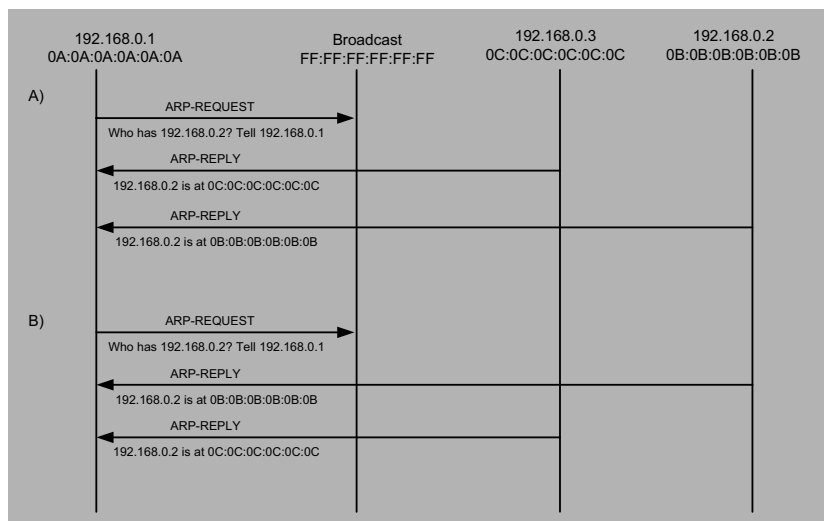 192.168.0.1
0A:0A:0A:0A:0A:0A
Broadcast
FF:FF:FF:FF:FF:FF
192.168.0.3
0C:0C:0C:0C:0C:0C
192.168.0.2
0B:0B:0B:0B:0B:0B
A)
ARP-REQUEST
Who has 192.168.0.2? Tell 192.168.0.1
ARP-REPLY
192.168.0.2 is at 0C:0C:0C:0C:0C:0C
ARP-REPLY
192.168.0.2 is at 0B:0B:0B:0B:0B:0B
B)
ARP-REQUEST
Who has 192.168.0.2? Tell 192.168.0.1
ARP-REPLY
192.168.0.2 is at 0B:0B:0B:0B:0B:0B
ARP-REPLY
192.168.0.2 is at 0C:0C:0C:0C:0C:0C